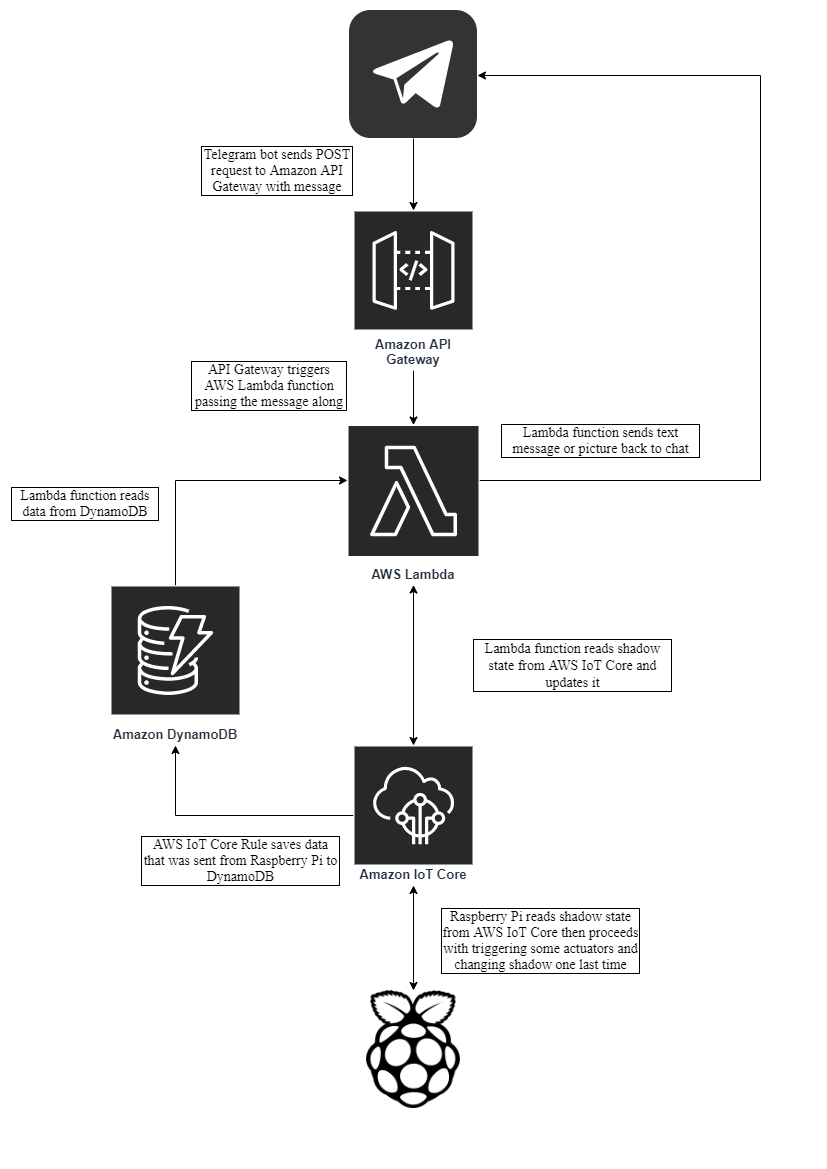 Telegram bot sends POST
request to Amazon API
Gateway with message
</>
Amazon API
Gateway
API Gateway triggers
AWS Lambda function
passing the message along
Lambda function sends text
message or picture back to chat
Lambda function reads
data from DynamoDB
AWS Lambda
Lambda function reads shadow
state from AWS IoT Core and
updates it
Amazon DynamoDB
AWS IoT Core Rule saves data
that was sent from Raspberry Pi to
DynamoDB
Amazon IoT Core
Raspberry Pi reads shadow state
from AWS IoT Core then proceeds
with triggering some actuators and
changing shadow one last time